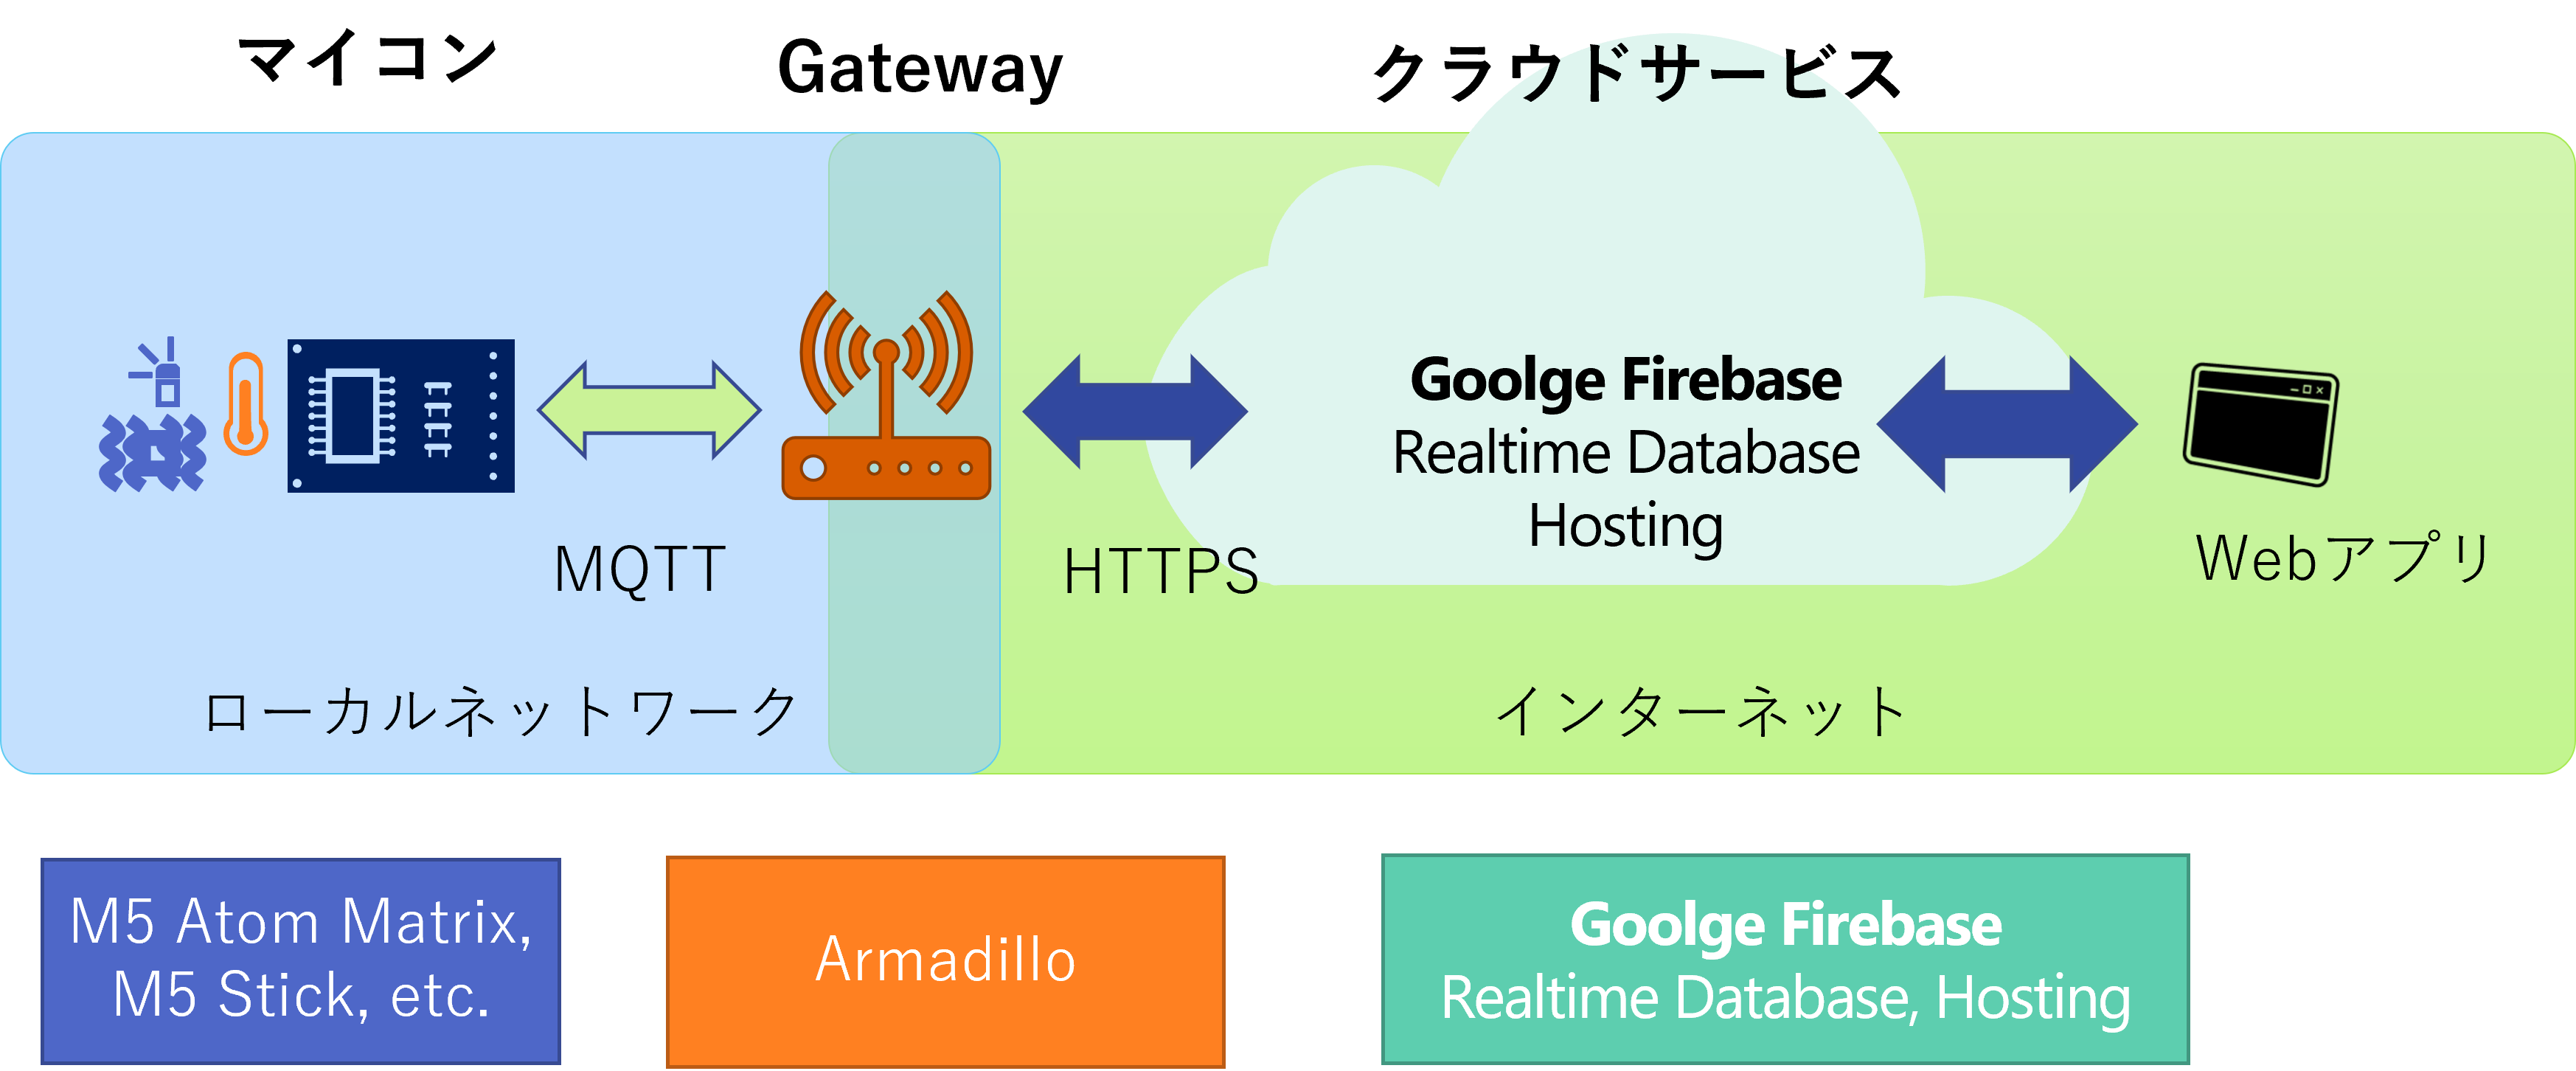 マイコン
Gateway
クラウドサービス
Goolge Firebase
Realtime Database
Hosting
MQTT
HTTPS
Webアプリ
ローカルネットワーク
インターネット
M5 Atom Matrix,
M5 Stick, etc.
Armadillo
Goolge Firebase
Realtime Database, Hosting